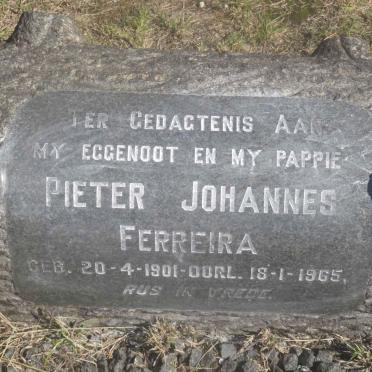 TER GEDAGTENIS AAN
MY EGGENOOT EN MY PAPPIE
PIETER JOHANNES
FERREIRA
GEB. 20-4-1901-OORL. 18-1-1965.
RUS IN VREDE.